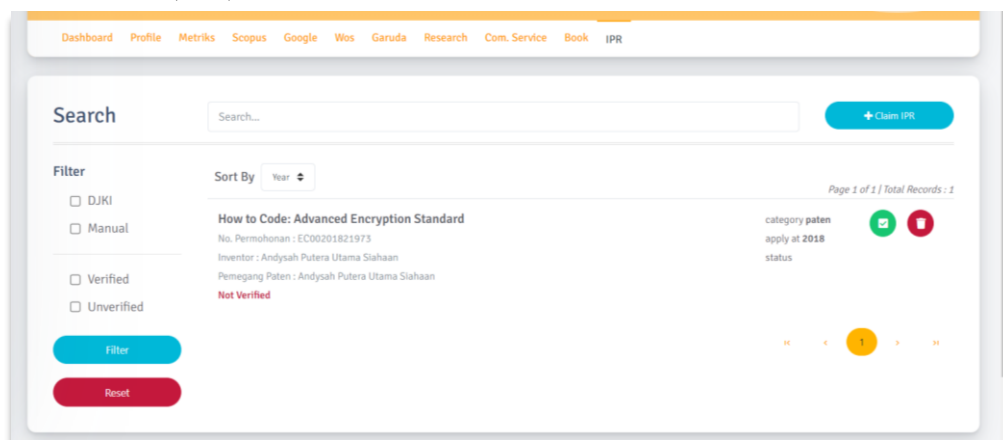 Dashboard Profile Metriks Scopus Google Wos Garuda Research Com. Service Book IPR
Search
Search...
+ Claim IPR
Filter
DJKI
Manual
Verified
Unverified
Filter
Reset
Sort By Year
Page 1 of 1 | Total Records : 1
How to Code: Advanced Encryption Standard
No. Permohonan : EC00201821973
Inventor : Andysah Putera Utama Siahaan
Pemegang Paten : Andysah Putera Utama Siahaan
Not Verified
category paten
apply at 2018
status
1